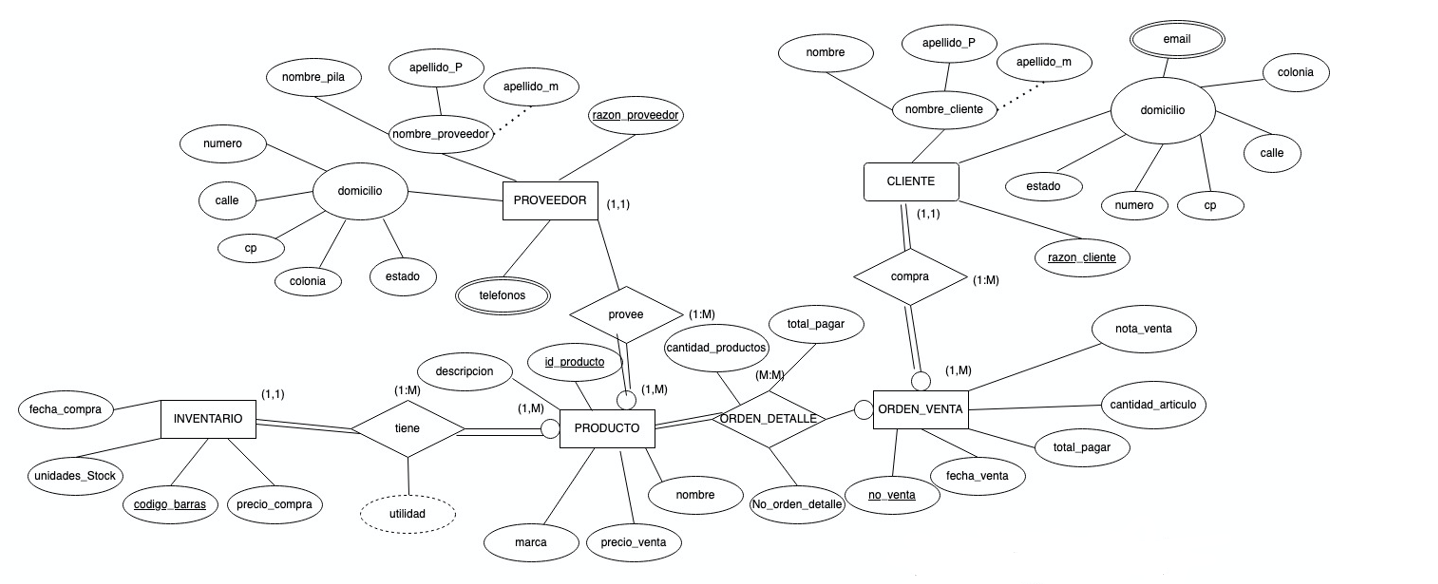 nombre_pila
apellido_P
apellido_m
nombre_proveedor
razon_proveedor
numero
calle
domicilio
cp
colonia
estado
PROVEEDOR
(1,1)
telefonos
provee
(1:M)
nombre
apellido_P
apellido_m
nombre_cliente
email
colonia
domicilio
calle
estado
numero
cp
CLIENTE
(1,1)
razon_cliente
compra
(1:M)
fecha_compra
INVENTARIO
(1,1)
unidades_Stock
codigo_barras
precio_compra
(1:M)
tiene
utilidad
descripcion
id_producto
(1,M)
(1,M)
PRODUCTO
marca
precio_venta
nombre
cantidad_productos
total_pagar
(M:M)
ORDEN_DETALLE
No_orden_detalle
(1,M)
ORDEN_VENTA
nota_venta
cantidad_articulo
total_pagar
fecha_venta
no_venta